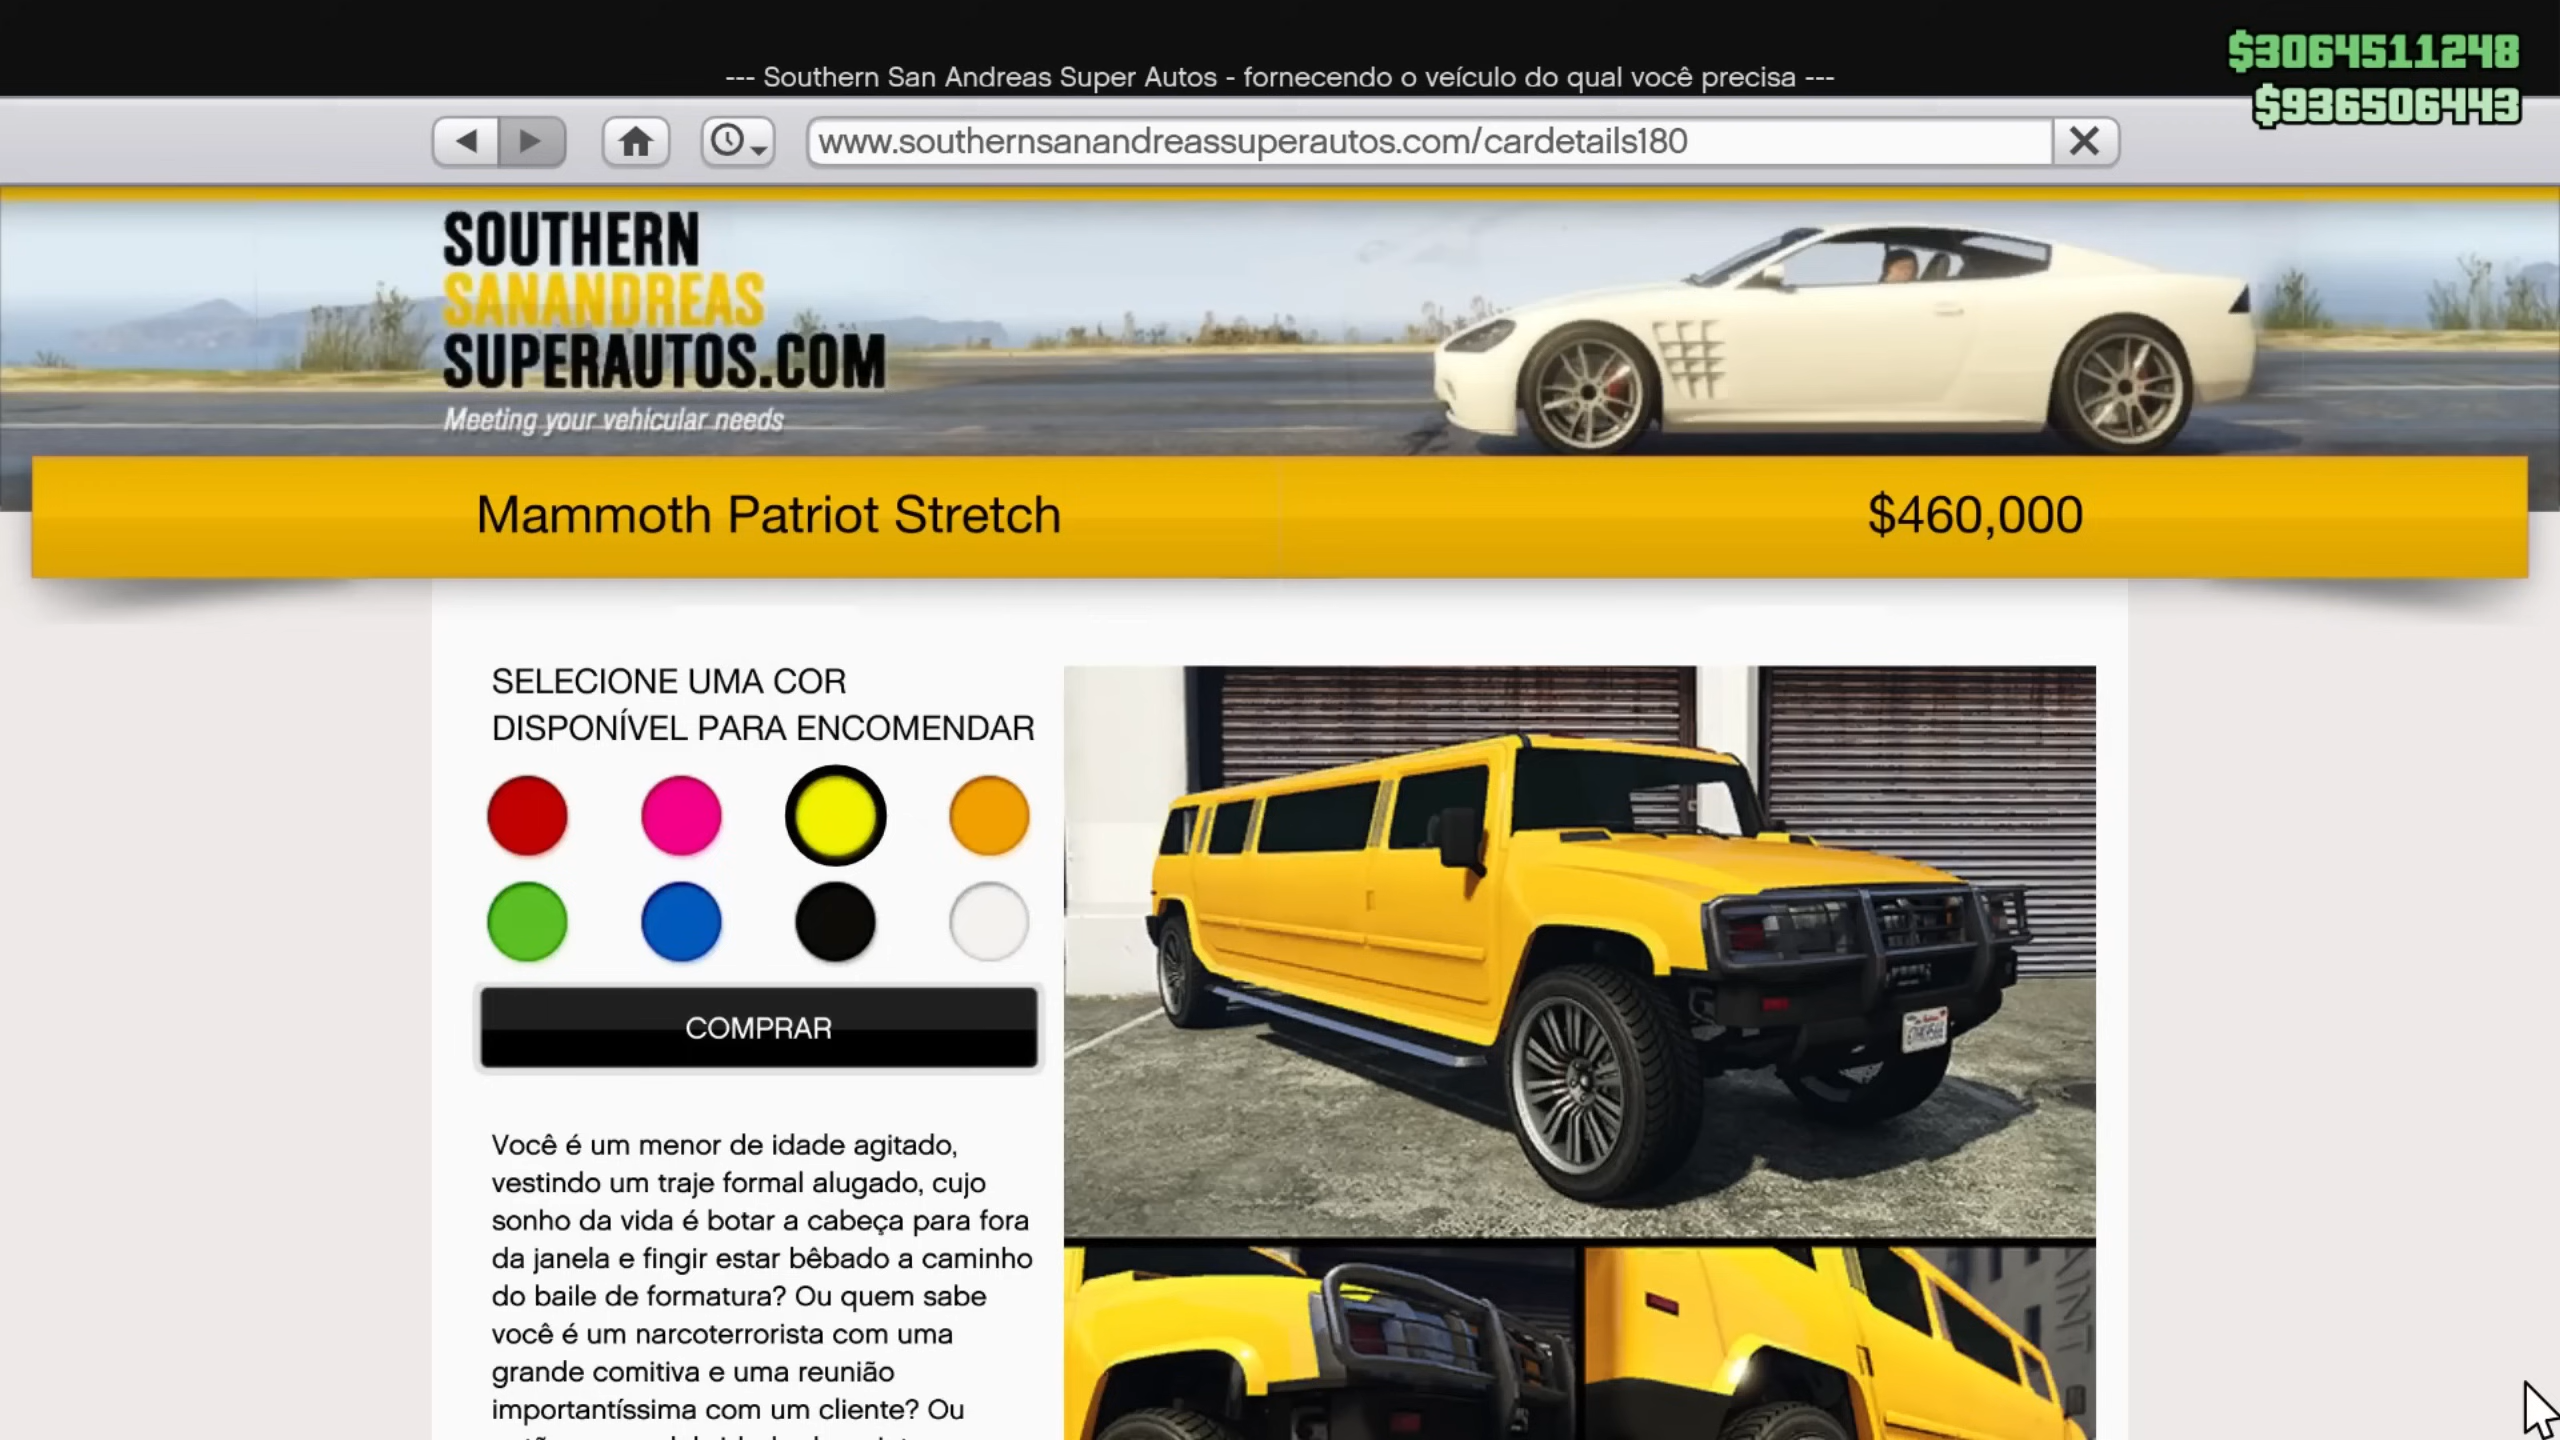 $3064511248
--- Southern San Andreas Super Autos - fornecendo o veículo do qual você precisa ---
$936506443
www.southernsanandreassuperautos.com/cardetails180
SOUTHERN
SANANDREAS
SUPERAUTOS.COM
Meeting your vehicular needs
Mammoth Patriot Stretch
$460,000
SELECIONE UMA COR
DISPONÍVEL PARA ENCOMENDAR
COMPRAR
Você é um menor de idade agitado,
vestindo um traje formal alugado, cujo
sonho da vida é botar a cabeça para fora
da janela e fingir estar bêbado a caminho
do baile de formatura? Ou quem sabe
você é um narcoterrorista com uma
grande comitiva e uma reunião
importantíssima com um cliente? Ou